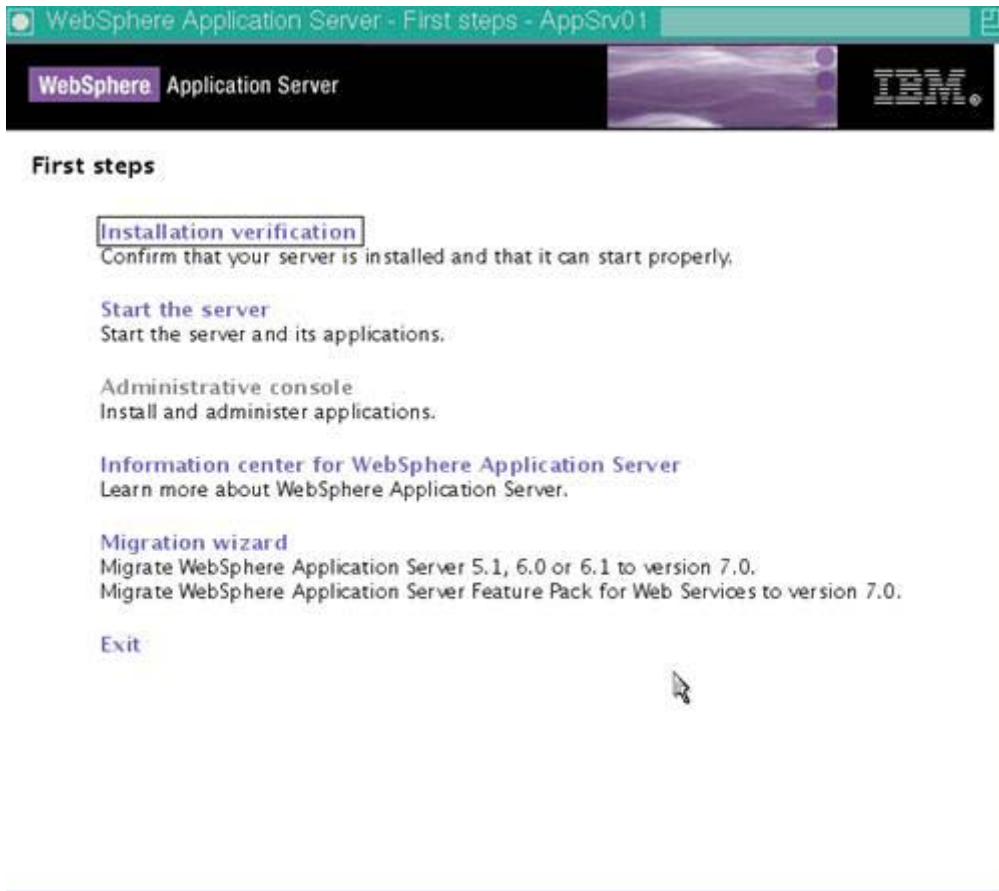 WebSphere Application Server - First steps - AppSrv01
WebSphere Application Server
IBM®
First steps
Installation verification
Confirm that your server is installed and that it can start properly.
Start the server
Start the server and its applications.
Administrative console
Install and administer applications.
Information center for WebSphere Application Server
Learn more about WebSphere Application Server.
Migration wizard
Migrate WebSphere Application Server 5.1, 6.0 or 6.1 to version 7.0.
Migrate WebSphere Application Server Feature Pack for Web Services to version 7.0.
Exit